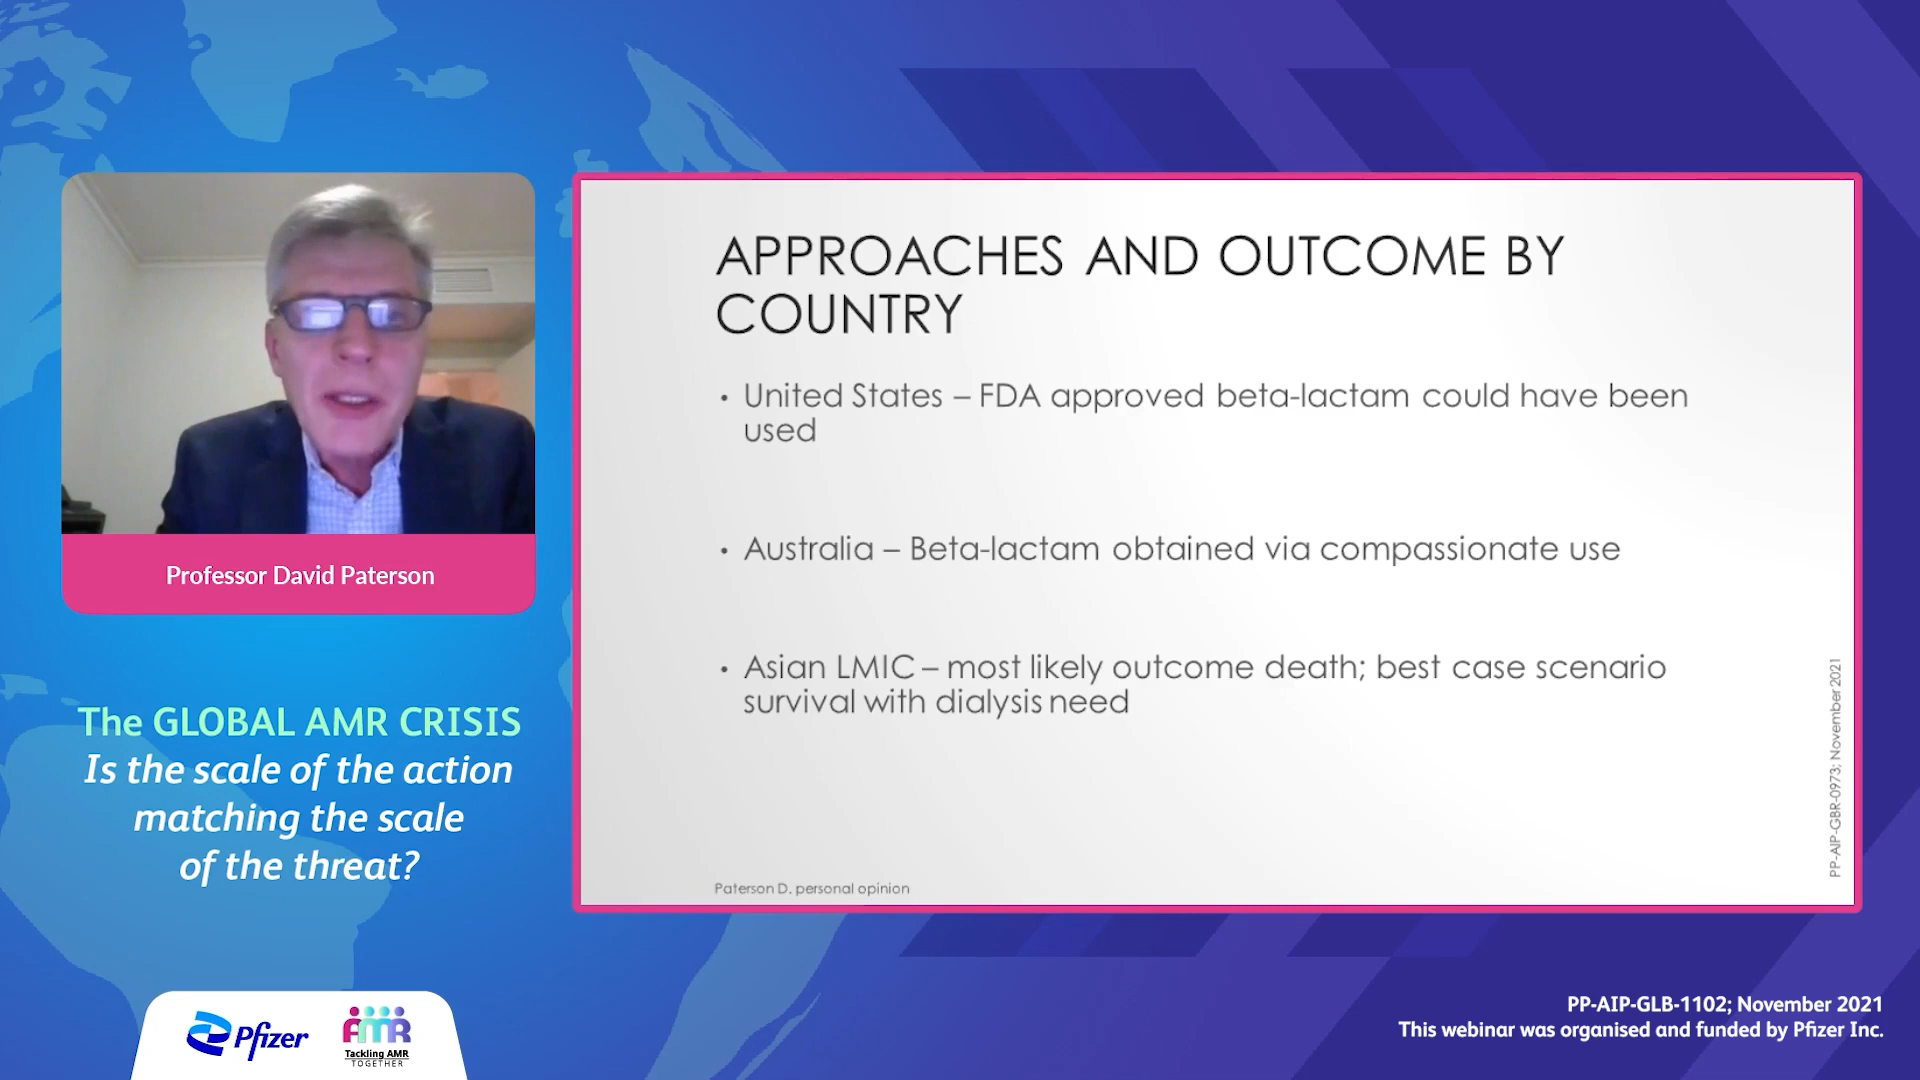 APPROACHES AND OUTCOME BY
COUNTRY
• United States – FDA approved beta-lactam could have been
used
• Australia – Beta-lactam obtained via compassionate use
• Asian LMIC – most likely outcome death; best case scenario
survival with dialysis need
Paterson D. personal opinion
PP-AIP-GBR-0973; November 2021
Professor David Paterson
The GLOBAL AMR CRISIS
Is the scale of the action
matching the scale
of the threat?
Pfizer
AMR
Tackling AMR
TOGETHER
PP-AIP-GLB-1102; November 2021
This webinar was organised and funded by Pfizer Inc.